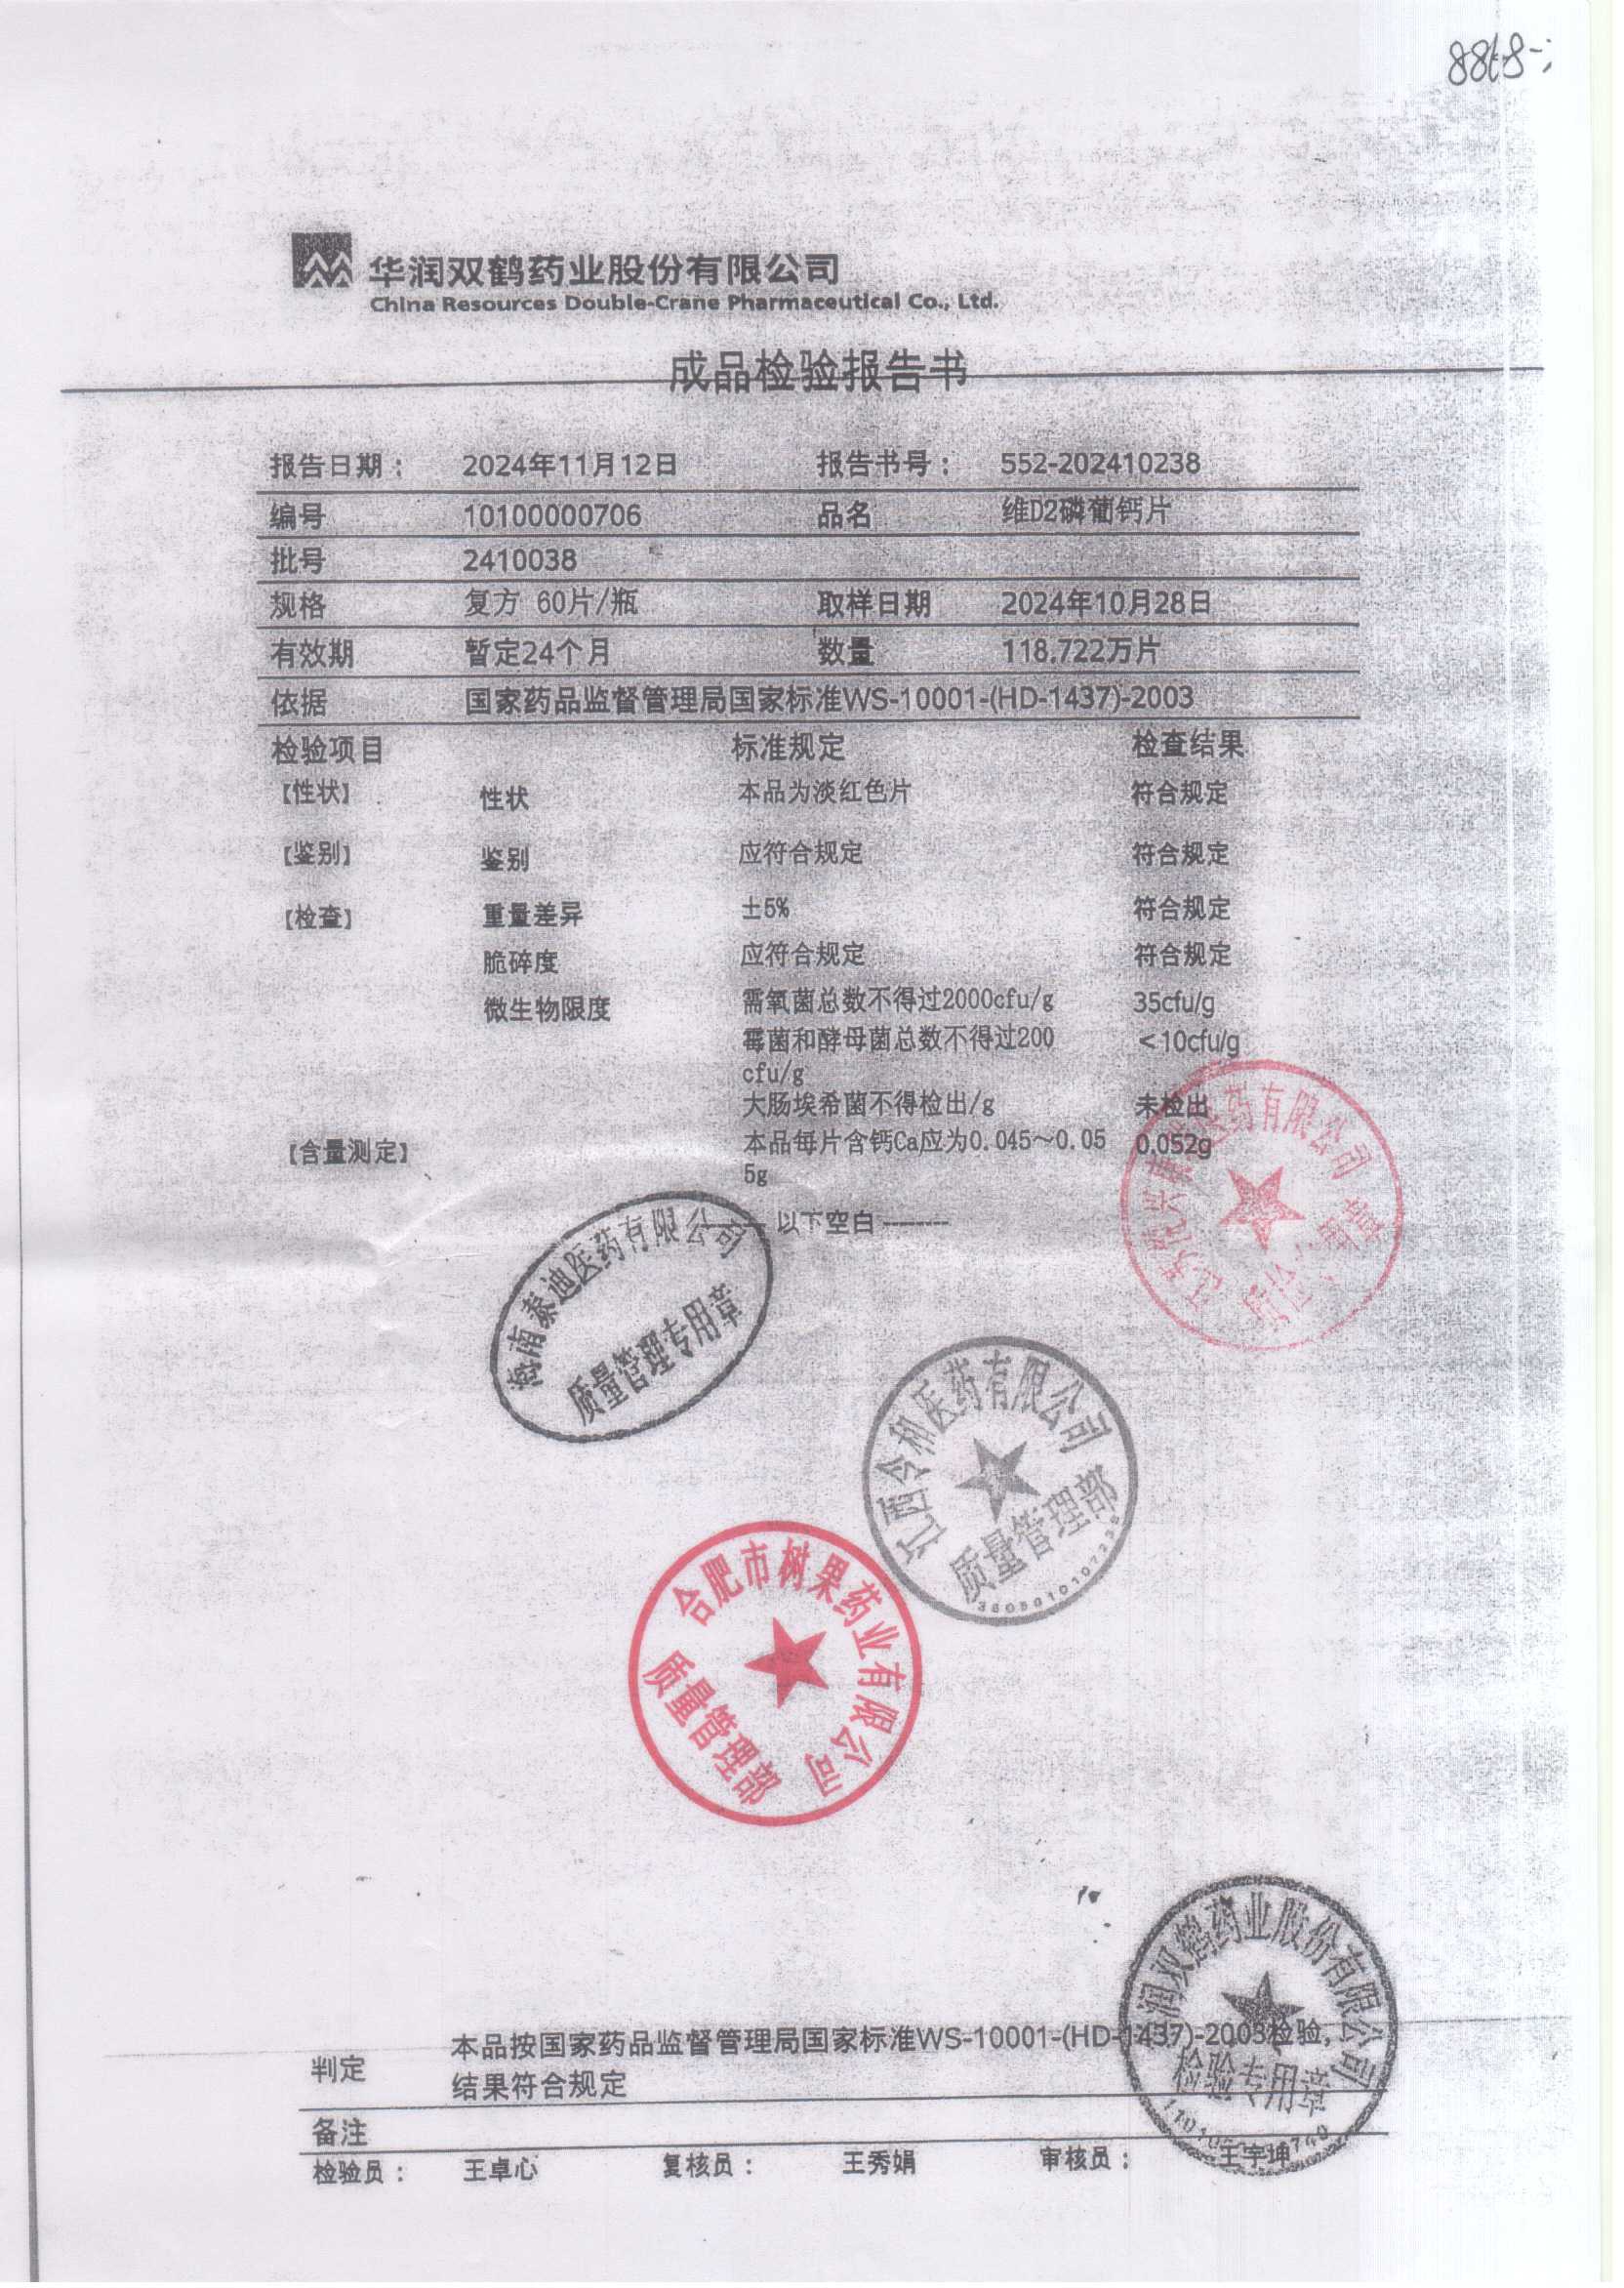 华润双鹤药业股份有限公司
China Resources Double-Crane Pharmaceutical Co., Ltd.
成品检验报告书
报告日期： 2024年11月12日 报告书号： 552-202410238
编号 10100000706 品名 维D2磷葡钙片
批号 2410038
规格 复方 60片/瓶 取样日期 2024年10月28日
有效期 暂定24个月 数量 118.722万片
依据 国家药品监督管理局国家标准WS-10001-(HD-1437)-2003
检验项目 标准规定 检查结果
【性状】 性状 本品为淡红色片 符合规定
【鉴别】 鉴别 应符合规定 符合规定
【检查】 重量差异 ±5% 符合规定
脆碎度 应符合规定 符合规定
微生物限度 需氧菌总数不得过2000cfu/g 35cfu/g
霉菌和酵母菌总数不得过200 ＜10cfu/g
cfu/g
大肠埃希菌不得检出/g 未检出
【含量测定】 本品每片含钙Ca应为0.045～0.05 0.052g
5g
以下空白 --------
医药有限公司
海南泰迪医药有限公司
质量管理专用章
江西令和医药有限公司
质量管理部
合肥市树果药业有限公司
质量管理部
润双鹤药业股份有限公司
检验专用章
判定 本品按国家药品监督管理局国家标准WS-10001-(HD-1437)-2003检验，
结果符合规定
备注
检验员： 王卓心 复核员： 王秀娟 审核员： 王宇坤